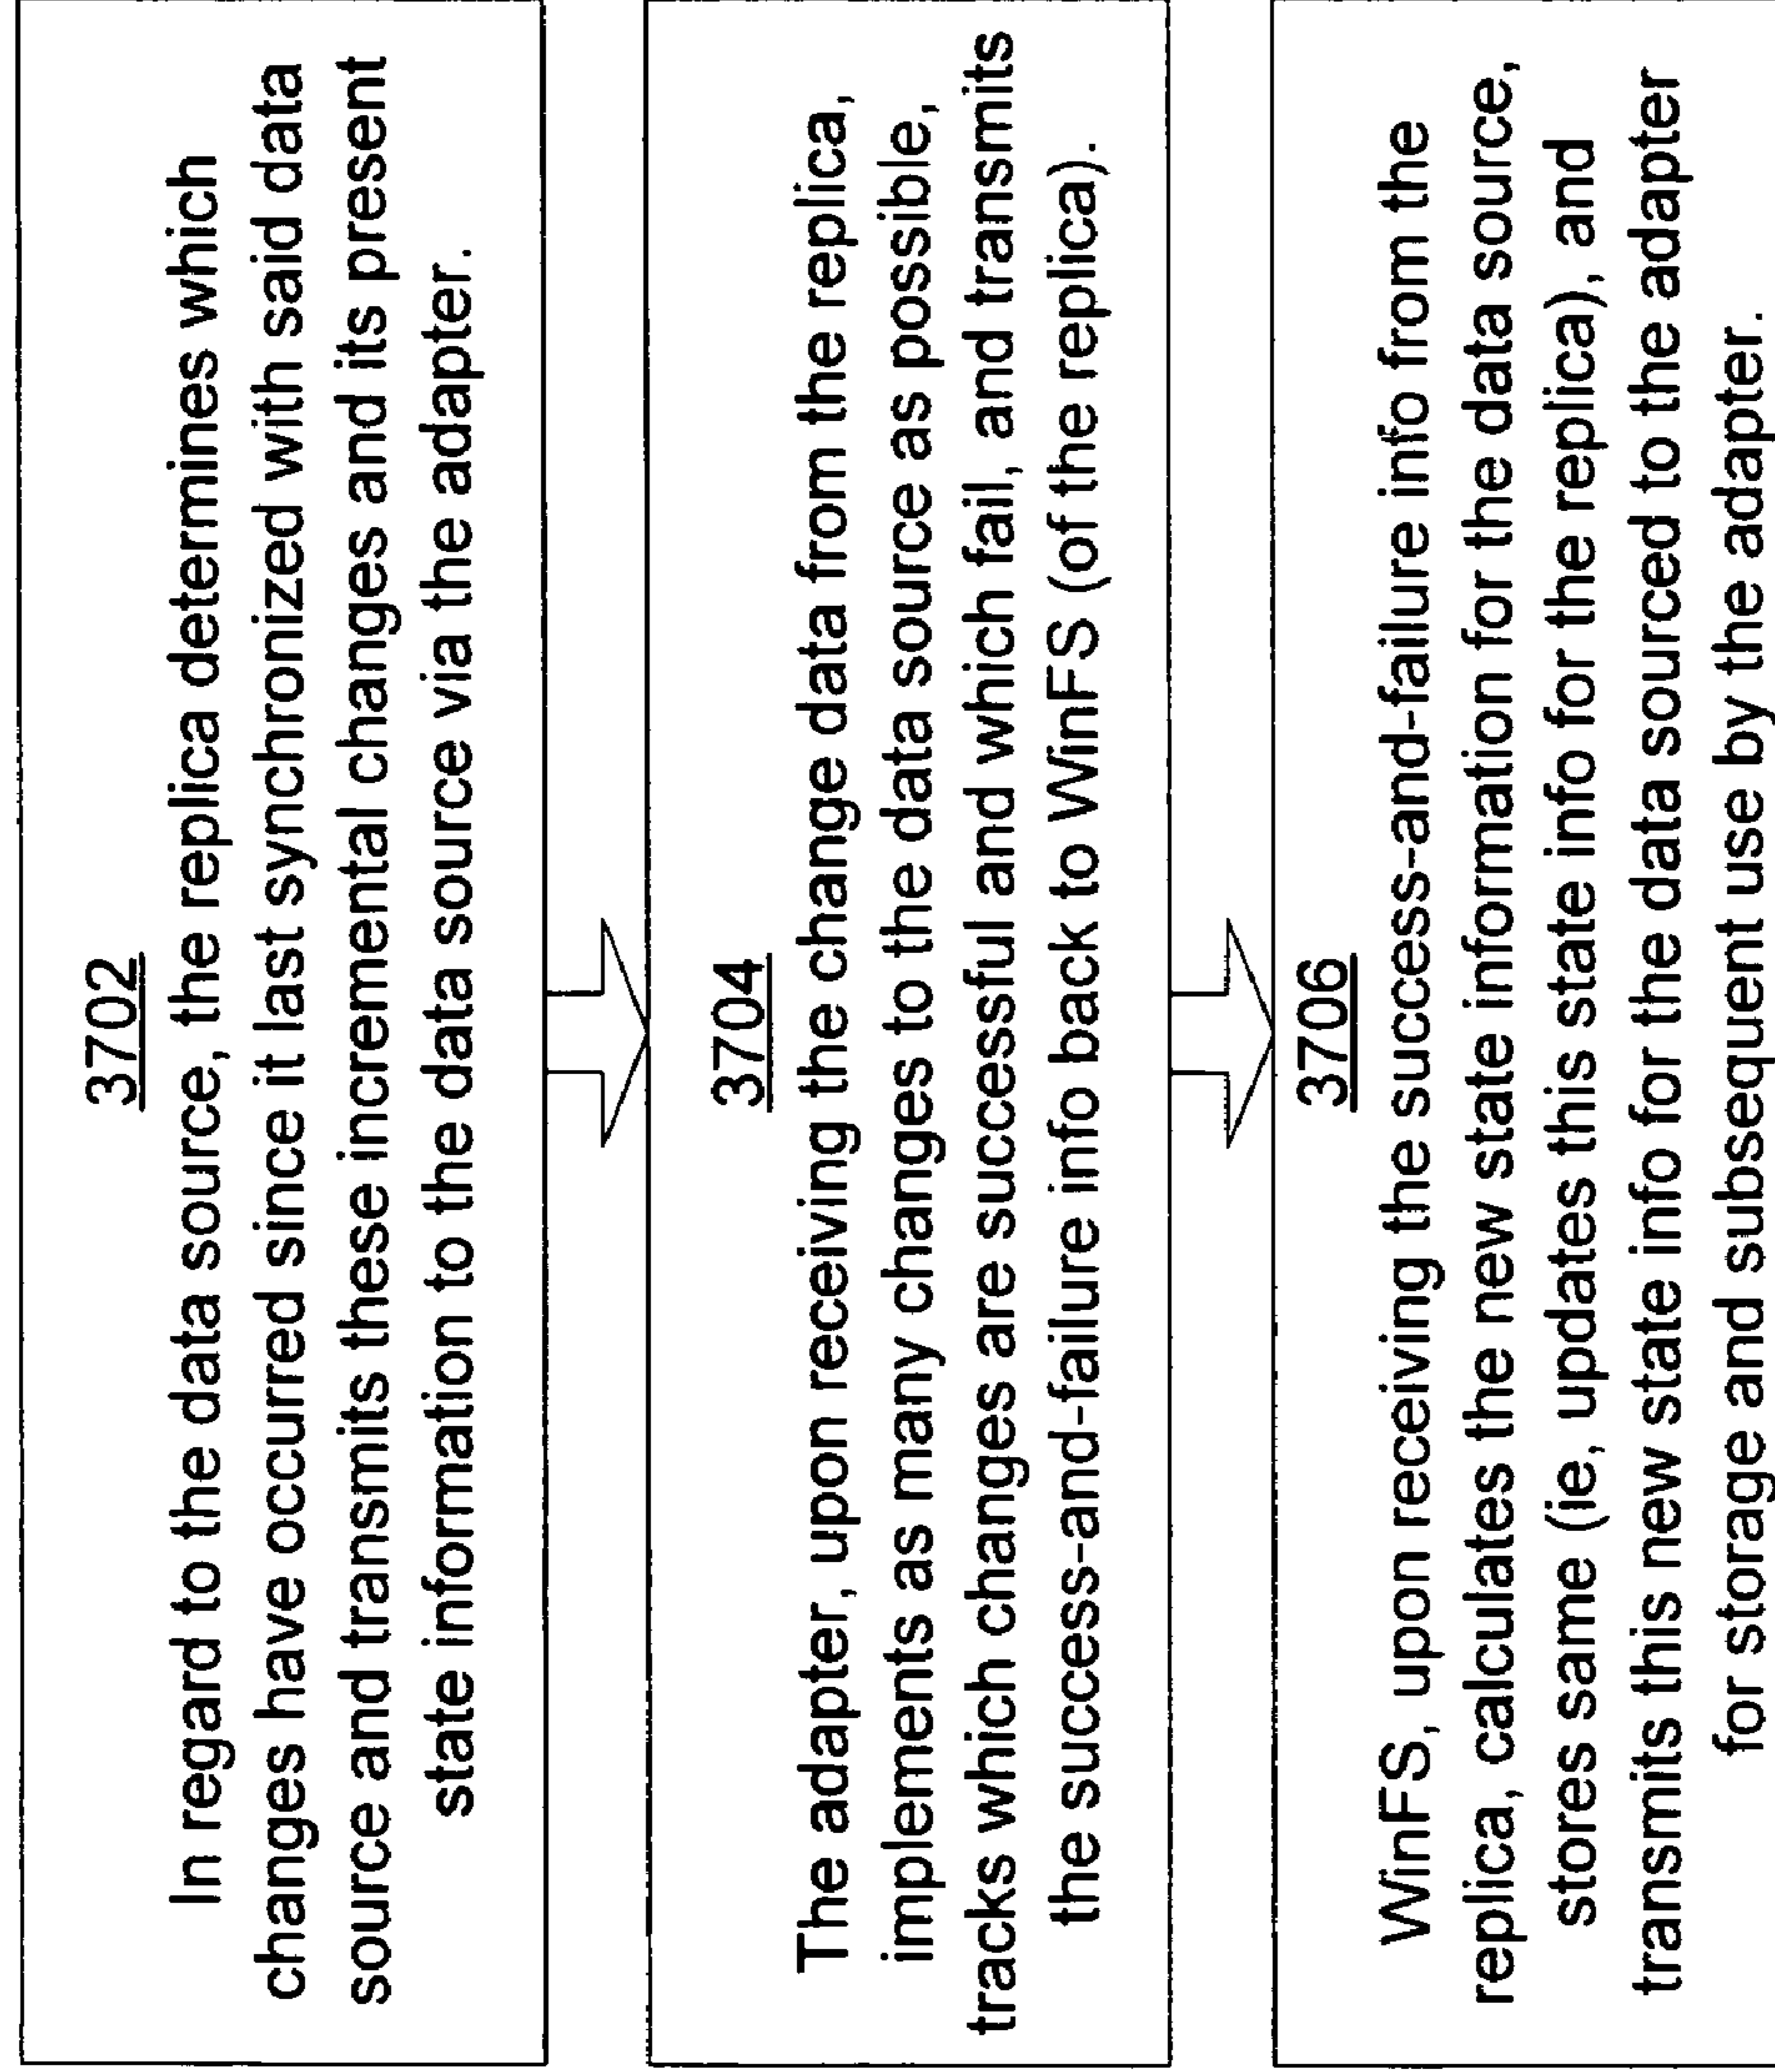 3702
In regard to the data source, the replica determines which
changes have occurred since it last synchronized with said data
source and transmits these incremental changes and its present
state information to the data source via the adapter.
3704
The adapter, upon receiving the change data from the replica,
implements as many changes to the data source as possible,
tracks which changes are successful and which fail, and transmits
the success-and-failure info back to WinFS (of the replica).
3706
WinFS, upon receiving the success-and-failure info from the
replica, calculates the new state information for the data source,
stores same (ie, updates this state info for the replica), and
transmits this new state info for the data sourced to the adapter
for storage and subsequent use by the adapter.